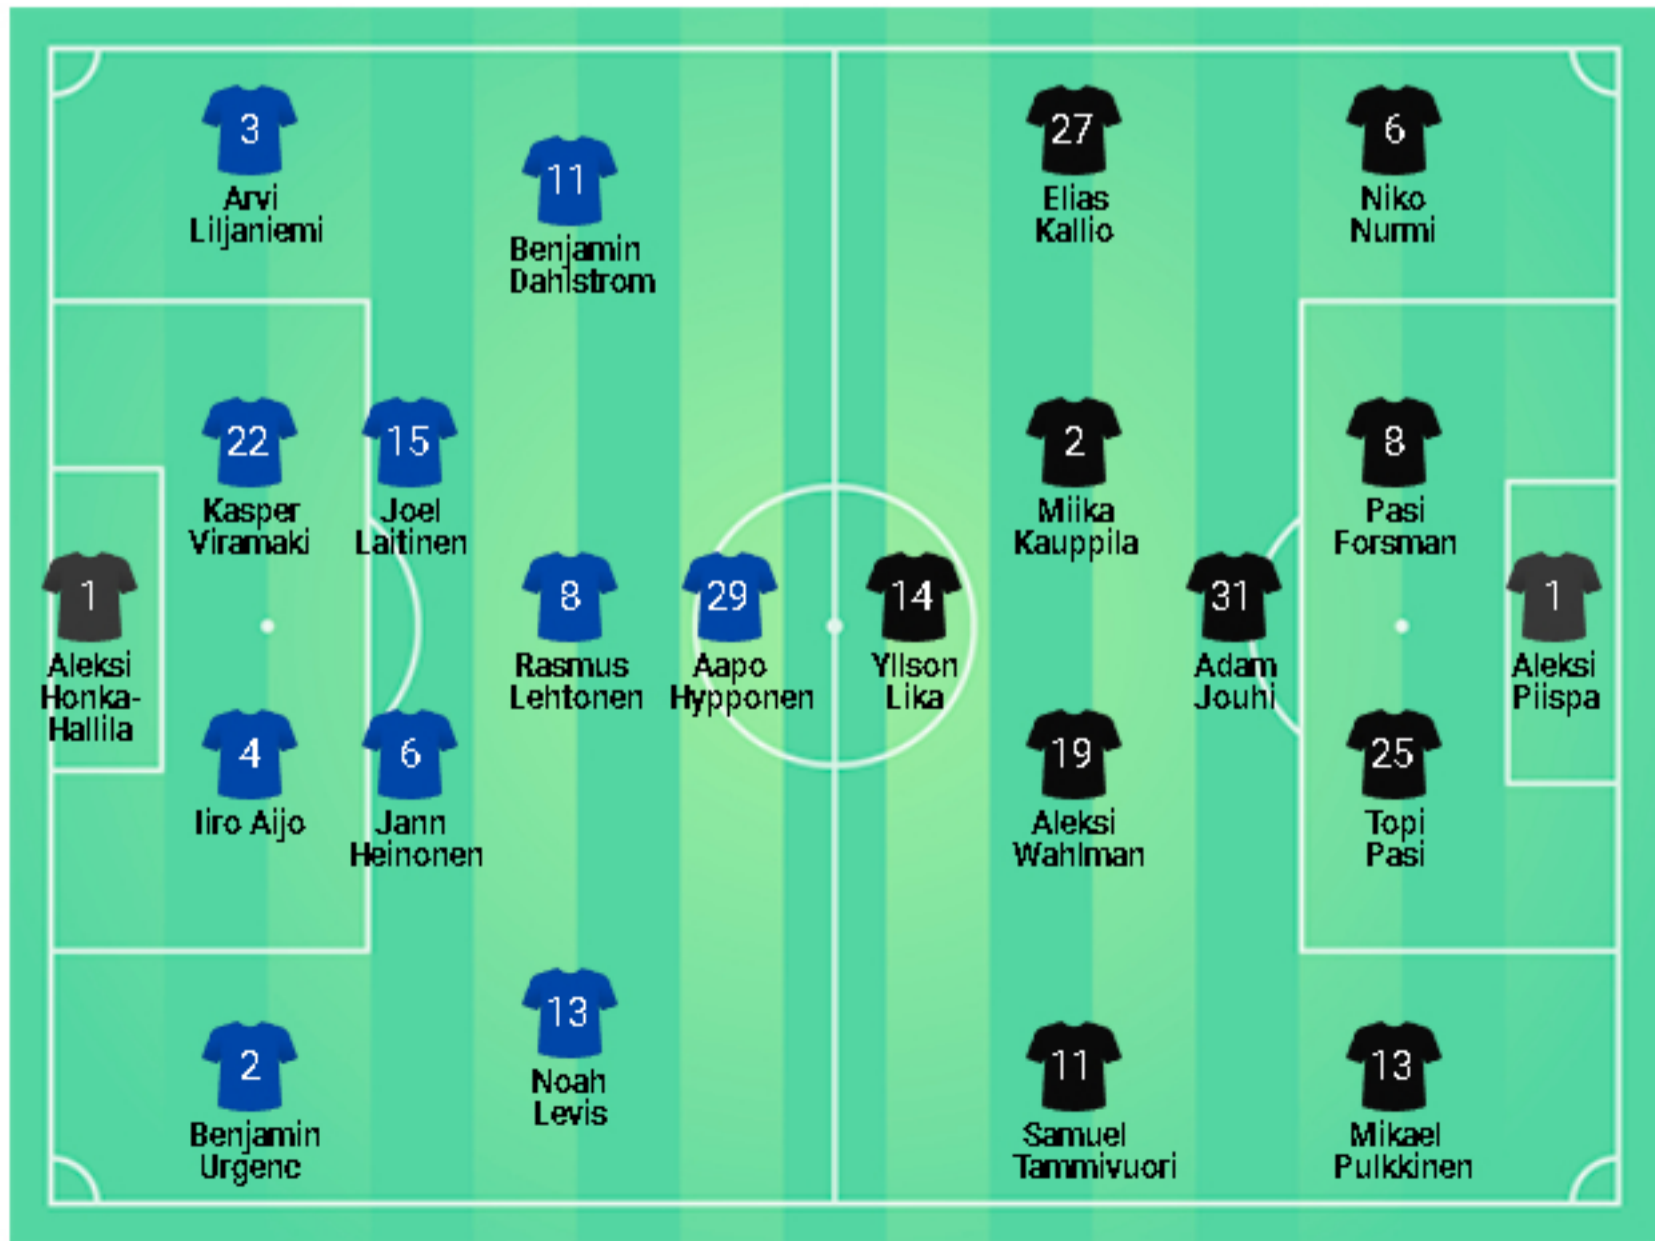 3
Arvi
Liljaniemi
11
Benjamin
Dahlstrom
27
Elias
Kallio
6
Niko
Nurmi
22
Kasper
Viramaki
15
Joel
Laitinen
2
Miika
Kauppila
8
Pasi
Forsman
1
Aleksi
Honka-
Hallila
8
Rasmus
Lehtonen
29
Aapo
Hypponen
14
Yllson
Lika
31
Adam
Jouhi
1
Aleksi
Piispa
4
Iiro Aijo
6
Jann
Heinonen
19
Aleksi
Wahlman
25
Topi
Pasi
2
Benjamin
Urgenc
13
Noah
Levis
11
Samuel
Tammivuori
13
Mikael
Pulkkinen